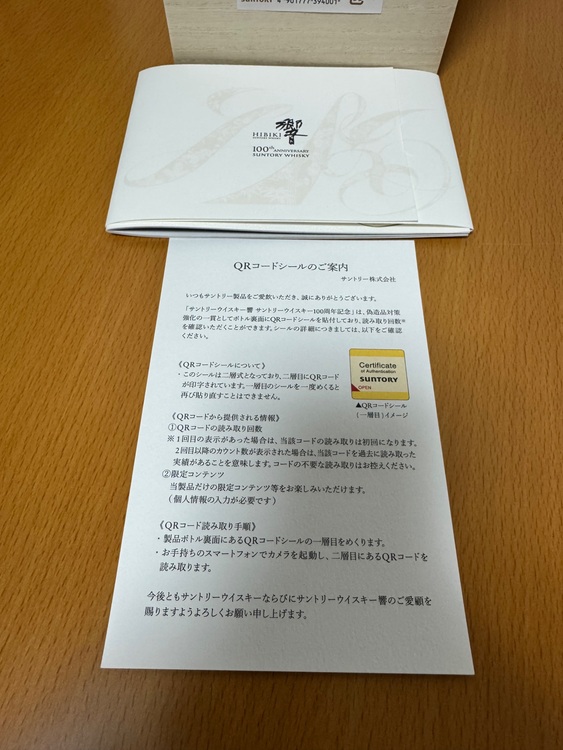 SUNTORY 4 901777 394001
響
HIBIKI
100th ANNIVERSARY
SUNTORY WHISKY
QRコードシールのご案内
サントリー株式会社
いつもサントリー製品をご愛飲いただき、誠にありがとうございます。
「サントリーウイスキー響 サントリーウイスキー100周年記念」は、偽造品対策
強化の一貫としてボトル裏面にQRコードシールを貼付しており、読み取り回数※
を確認いただくことができます。シールの詳細につきましては、以下をご確認
ください。
《QRコードシールについて》
・このシールは二層式となっており、二層目にQRコード
が印字されています。一層目のシールを一度めくると
再び貼り直すことはできません。
Certificate
of Authentication
SUNTORY
OPEN
▲QRコードシール
［一層目］イメージ
《QRコードから提供される情報》
①QRコードの読み取り回数
※1回目の表示があった場合は、当該コードの読み取りは初回になります。
2回目以降のカウント数が表示された場合は、当該コードを過去に読み取った
実績があることを意味します。コードの不要な読み取りはお控えください。
②限定コンテンツ
当製品だけの限定コンテンツ等をお楽しみいただけます。
（個人情報の入力が必要です）
《QRコード読み取り手順》
・製品ボトル裏面にあるQRコードシールの一層目をめくります。
・お手持ちのスマートフォンでカメラを起動し、二層目にあるQRコードを
読み取ります。
今後ともサントリーウイスキーならびにサントリーウイスキー響のご愛顧を
賜りますようよろしくお願い申し上げます。